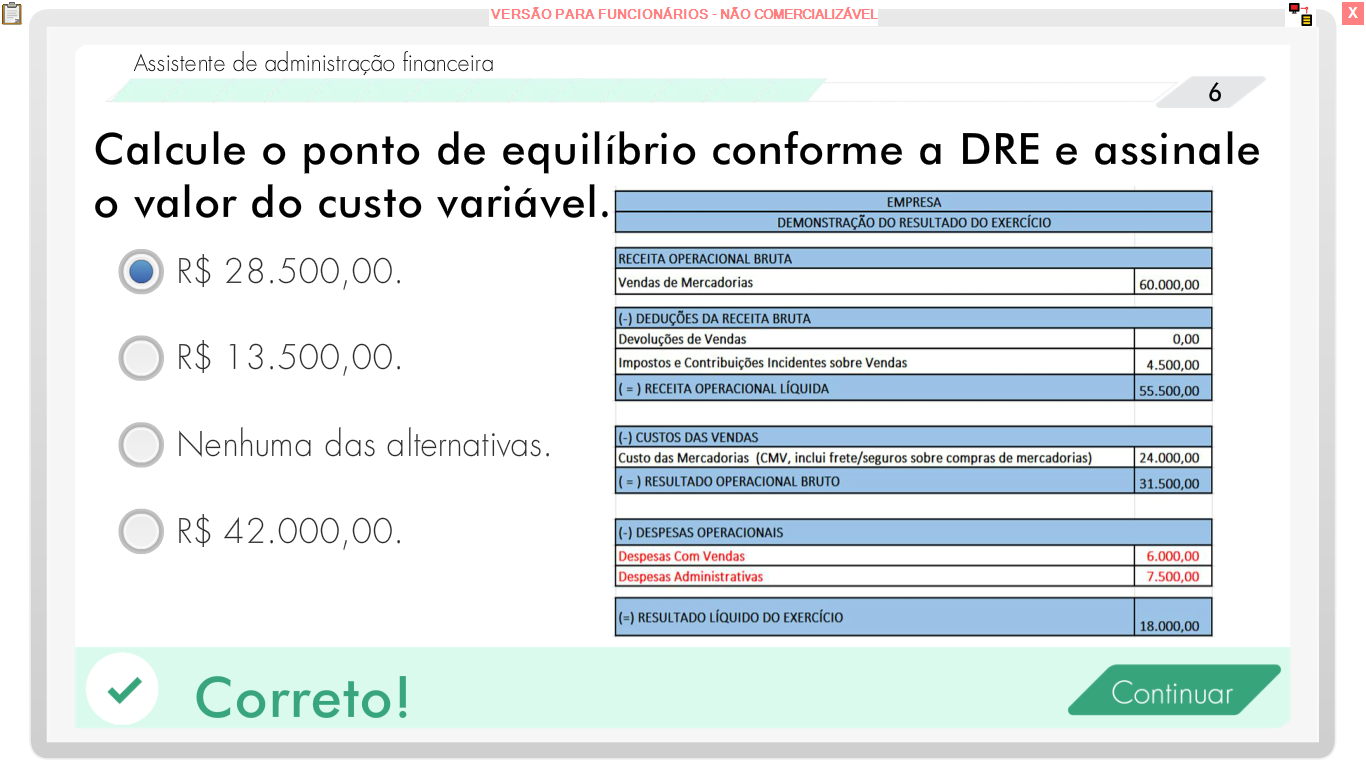 VERSÃO PARA FUNCIONÁRIOS - NÃO COMERCIALIZÁVEL
X
Assistente de administração financeira
6
Calcule o ponto de equilíbrio conforme a DRE e assinale
o valor do custo variável.
R$ 28.500,00.
R$ 13.500,00.
Nenhuma das alternativas.
R$ 42.000,00.
EMPRESA
DEMONSTRAÇÃO DO RESULTADO DO EXERCÍCIO
RECEITA OPERACIONAL BRUTA
Vendas de Mercadorias 60.000,00
(-) DEDUÇÕES DA RECEITA BRUTA
Devoluções de Vendas 0,00
Impostos e Contribuições Incidentes sobre Vendas 4.500,00
( = ) RECEITA OPERACIONAL LÍQUIDA 55.500,00
(-) CUSTOS DAS VENDAS
Custo das Mercadorias (CMV, inclui frete/seguros sobre compras de mercadorias) 24.000,00
( = ) RESULTADO OPERACIONAL BRUTO 31.500,00
(-) DESPESAS OPERACIONAIS
Despesas Com Vendas 6.000,00
Despesas Administrativas 7.500,00
(=) RESULTADO LÍQUIDO DO EXERCÍCIO 18.000,00
Correto!
Continuar